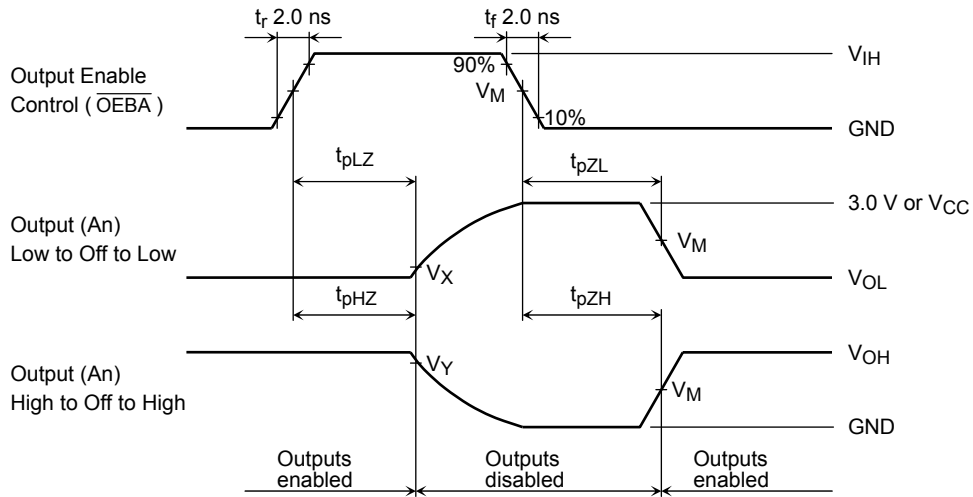 tr 2.0 ns
tf 2.0 ns
Output Enable
Control ( OEBA )
90%
VM
10%
VIH
GND
tpLZ
tpZL
Output (An)
Low to Off to Low
VX
VM
3.0 V or VCC
VOL
tpHZ
tpZH
Output (An)
High to Off to High
VY
VM
VOH
GND
Outputs
enabled
Outputs
disabled
Outputs
enabled